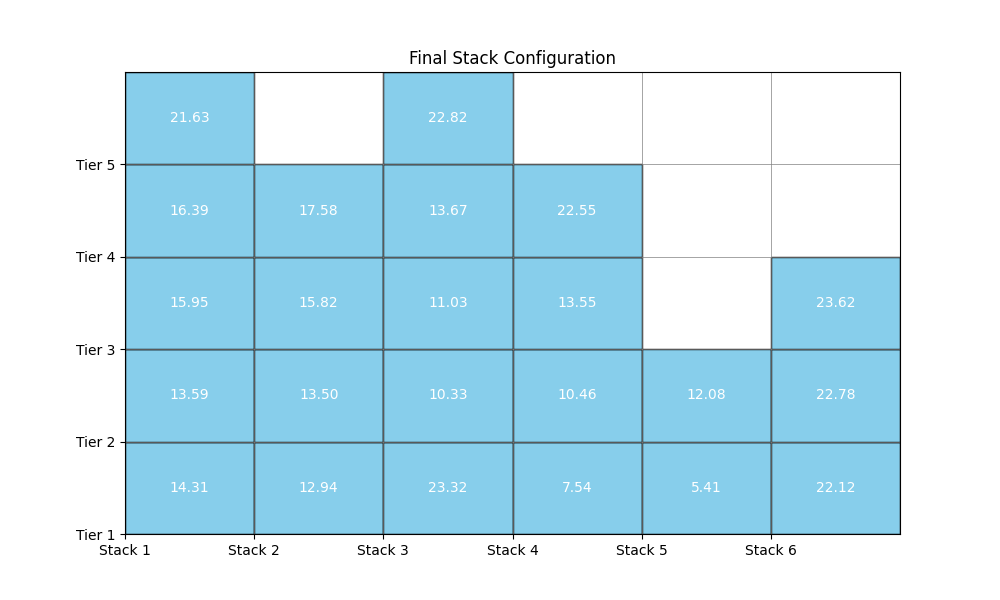 Final Stack Configuration
21.63 22.82
Tier 5
16.39 17.58 13.67 22.55
Tier 4
15.95 15.82 11.03 13.55 23.62
Tier 3
13.59 13.50 10.33 10.46 12.08 22.78
Tier 2
14.31 12.94 23.32 7.54 5.41 22.12
Tier 1
Stack 1 Stack 2 Stack 3 Stack 4 Stack 5 Stack 6